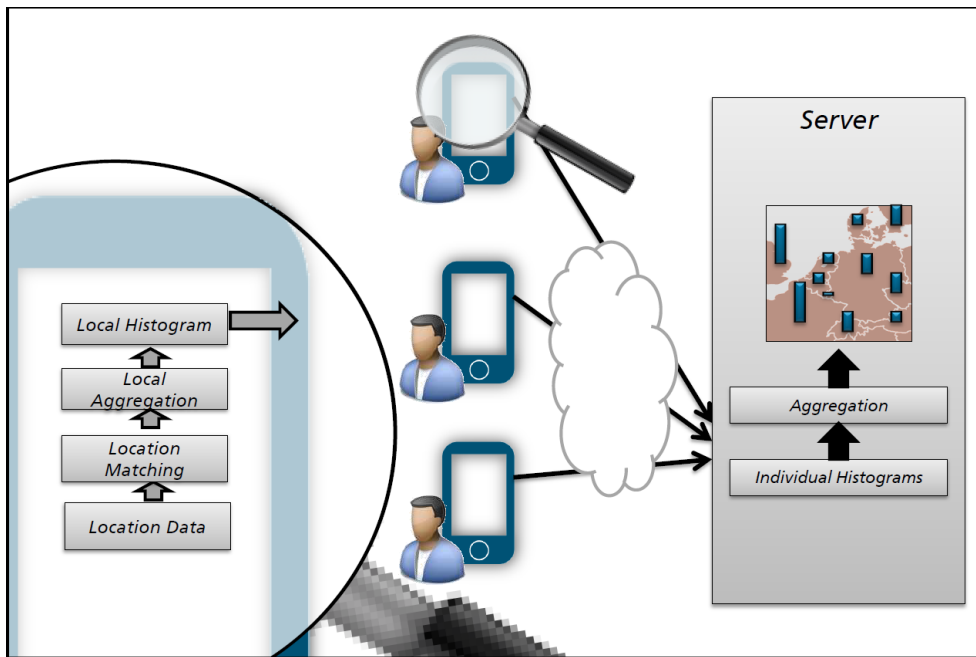 Server
Local Histogram
Local
Aggregation
Location
Matching
Location Data
Aggregation
Individual Histograms